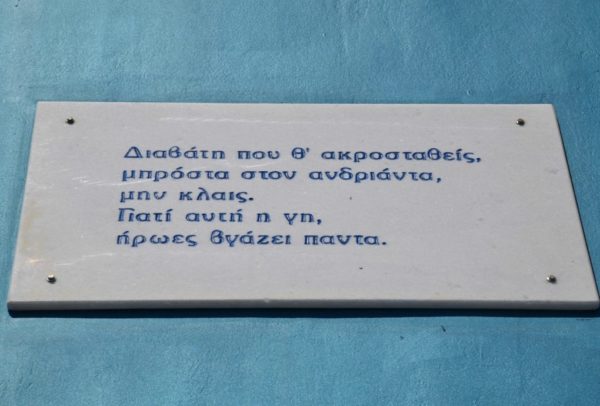 Διαβάτη που θ' ακροσταθείς,
μπρόστα στον ανδριάντα,
μην κλαις.
Γιατί αυτή η γη,
ήρωες βγάζει παντα.